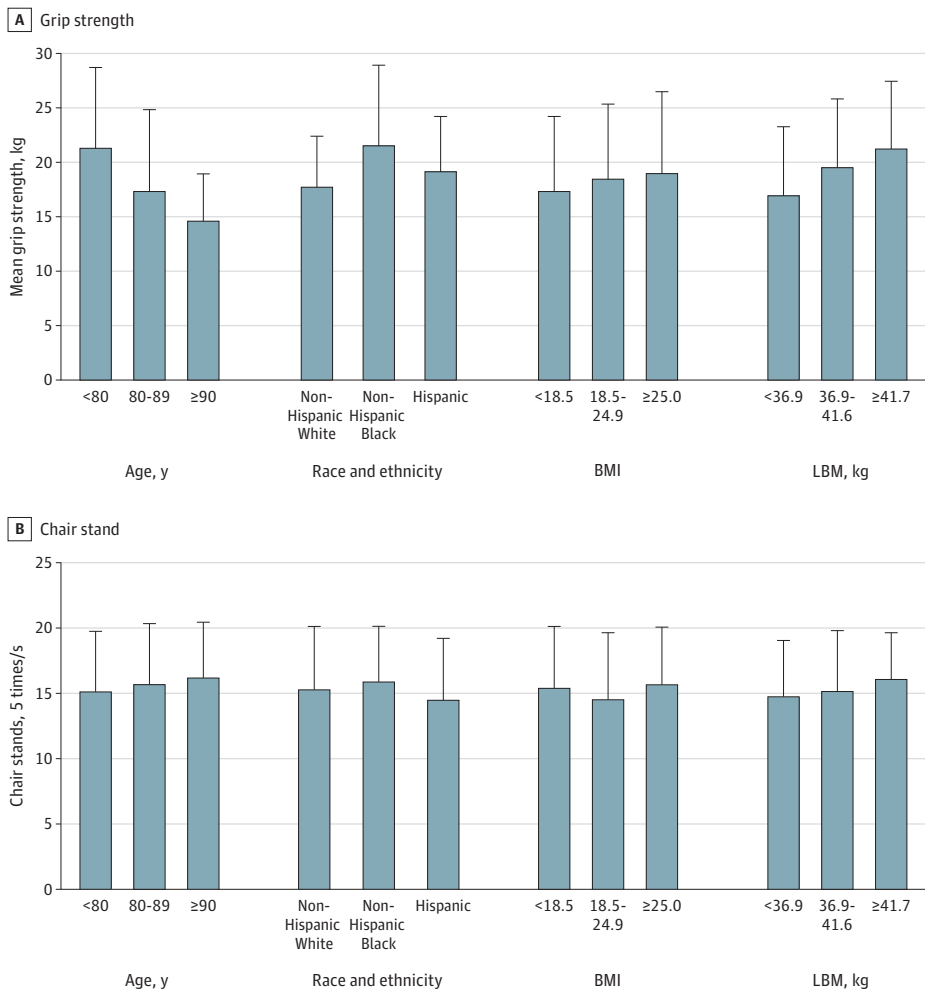 A Grip strength
30
25
20
15
10
5
0
Mean grip strength, kg
<80 80-89 ≥90 Non- Non- Hispanic <18.5 18.5- ≥25.0 <36.9 36.9- ≥41.7
Hispanic Hispanic 24.9 41.6
White Black
Age, y Race and ethnicity BMI LBM, kg
B Chair stand
25
20
15
10
5
0
Chair stands, 5 times/s
<80 80-89 ≥90 Non- Non- Hispanic <18.5 18.5- ≥25.0 <36.9 36.9- ≥41.7
Hispanic Hispanic 24.9 41.6
White Black
Age, y Race and ethnicity BMI LBM, kg